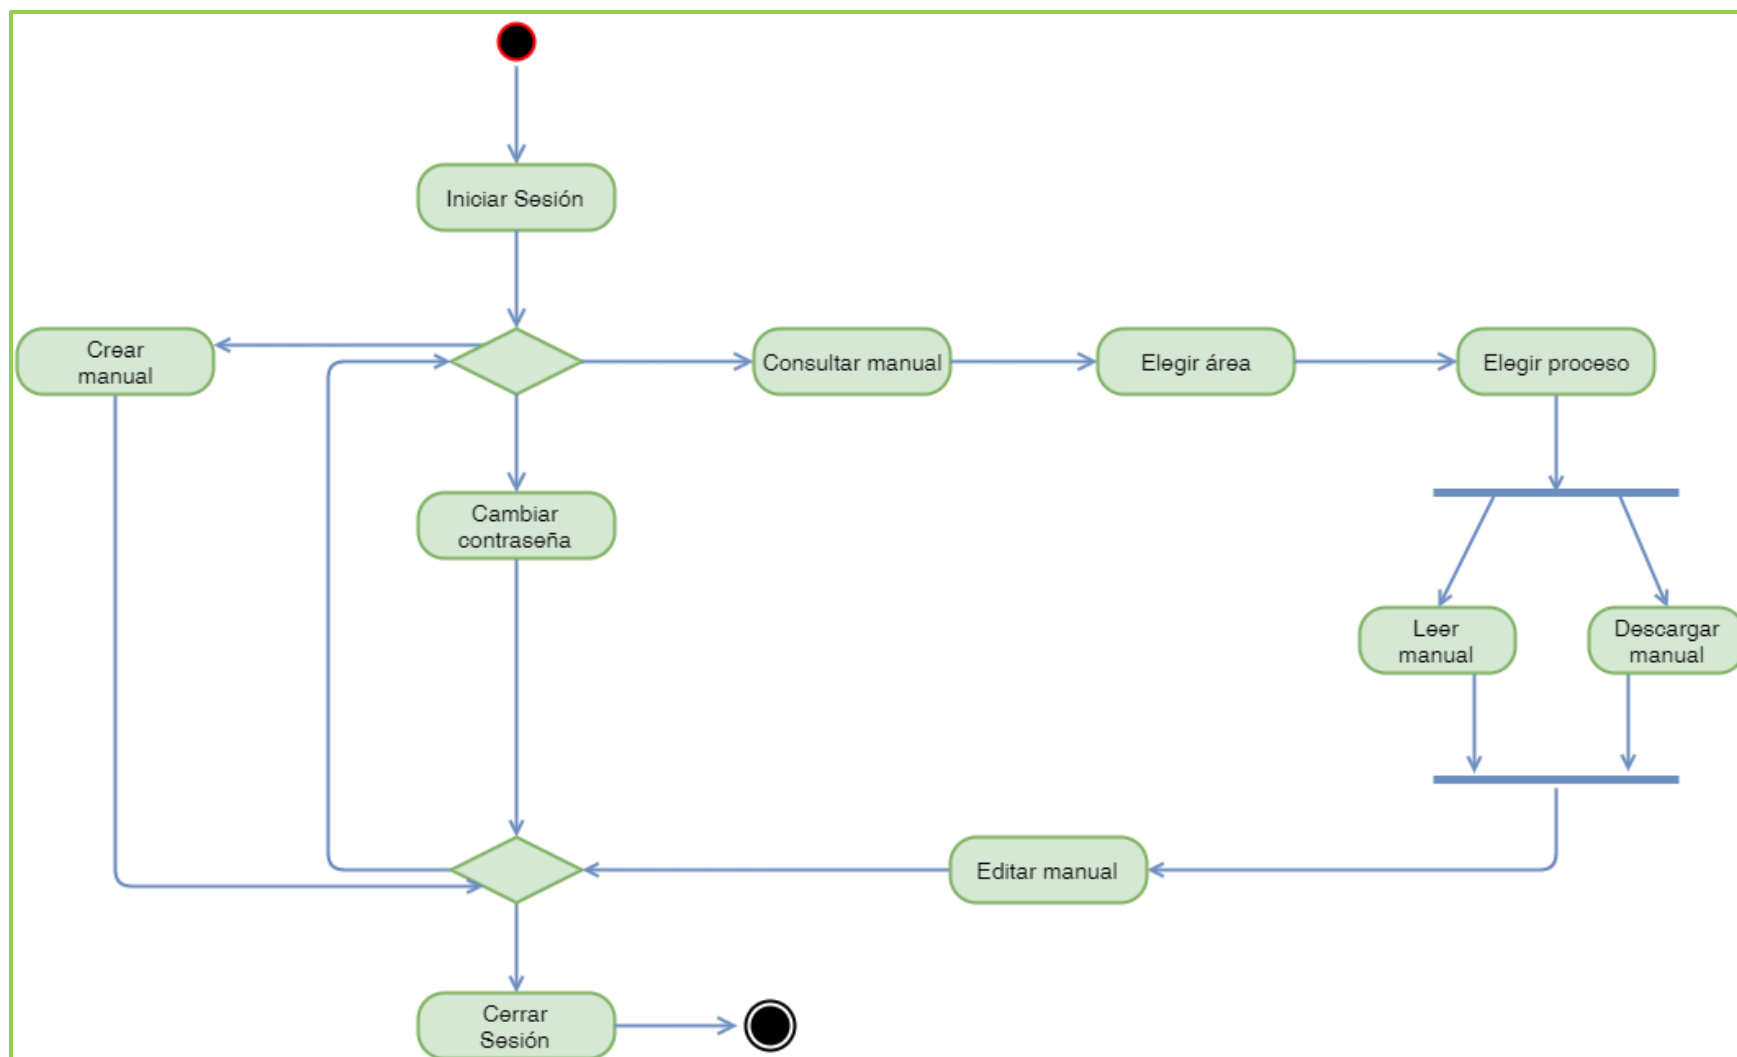 Iniciar Sesión
Crear
manual
Consultar manual
Elegir área
Elegir proceso
Cambiar
contraseña
Leer
manual
Descargar
manual
Editar manual
Cerrar
Sesión